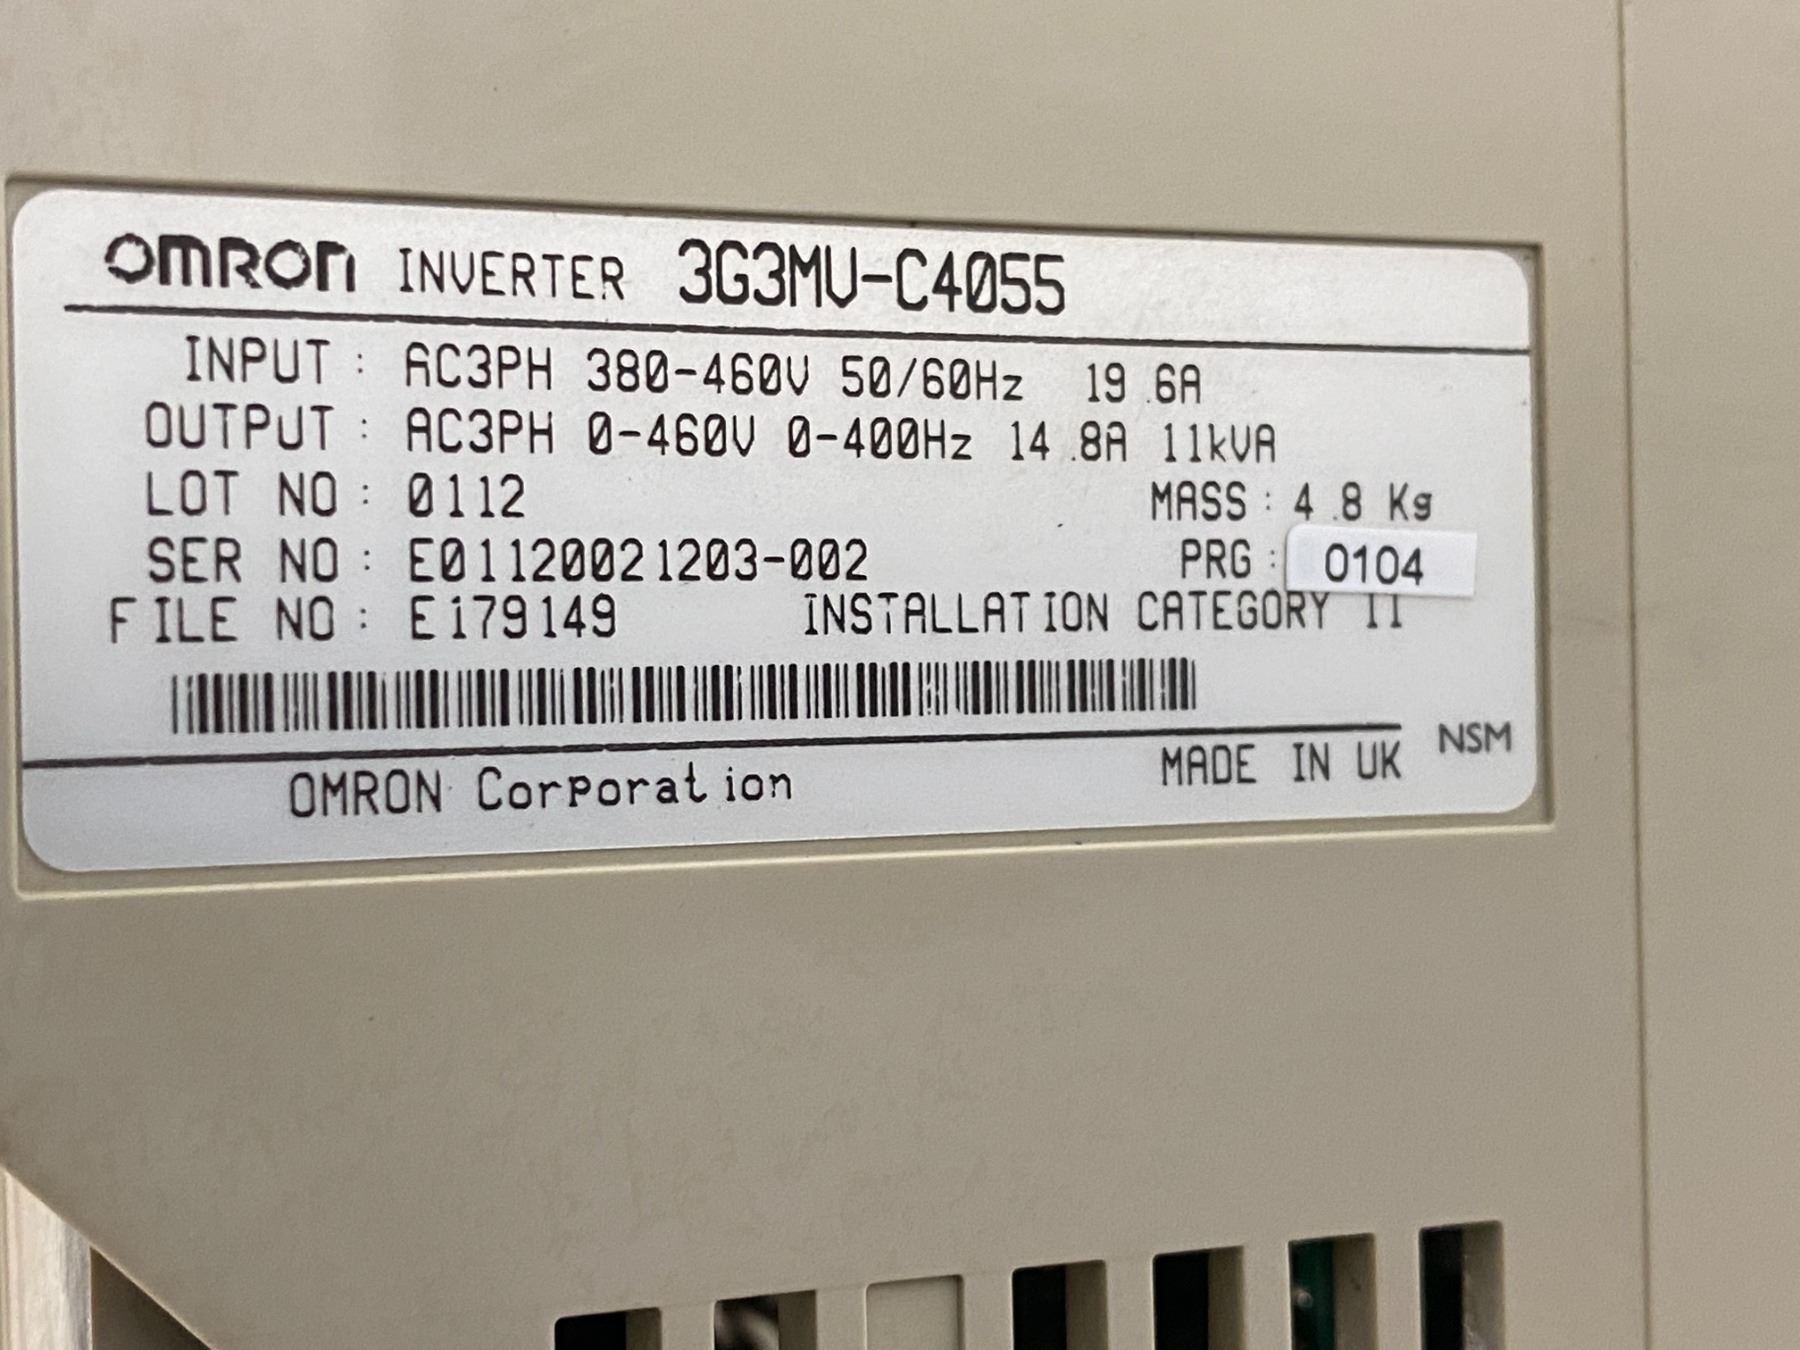 OMRON INVERTER 3G3MV-C4055
INPUT : AC3PH 380-460V 50/60Hz 19.6A
OUTPUT : AC3PH 0-460V 0-400Hz 14.8A 11kVA
LOT NO : 0112 MASS : 4.8 Kg
SER NO : E01120021203-002 PRG : 0104
FILE NO : E179149 INSTALLATION CATEGORY II
OMRON Corporation MADE IN UK NSM